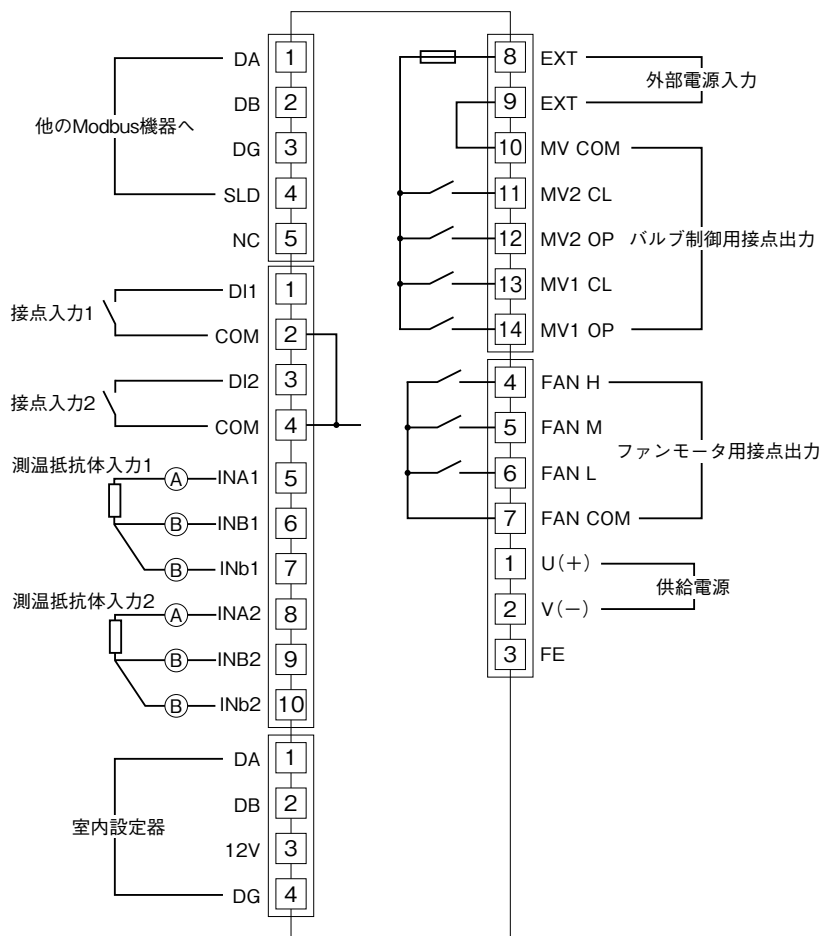 DA 1
DB 2
他のModbus機器へ
DG 3
SLD 4
NC 5
DI1 1
接点入力1
COM 2
DI2 3
接点入力2
COM 4
測温抵抗体入力1
A INA1 5
B INB1 6
B INb1 7
測温抵抗体入力2
A INA2 8
B INB2 9
B INb2 10
DA 1
DB 2
室内設定器
12V 3
DG 4
8 EXT
外部電源入力
9 EXT
10 MV COM
11 MV2 CL
12 MV2 OP バルブ制御用接点出力
13 MV1 CL
14 MV1 OP
4 FAN H
5 FAN M
ファンモータ用接点出力
6 FAN L
7 FAN COM
1 U(+)
供給電源
2 V(−)
3 FE